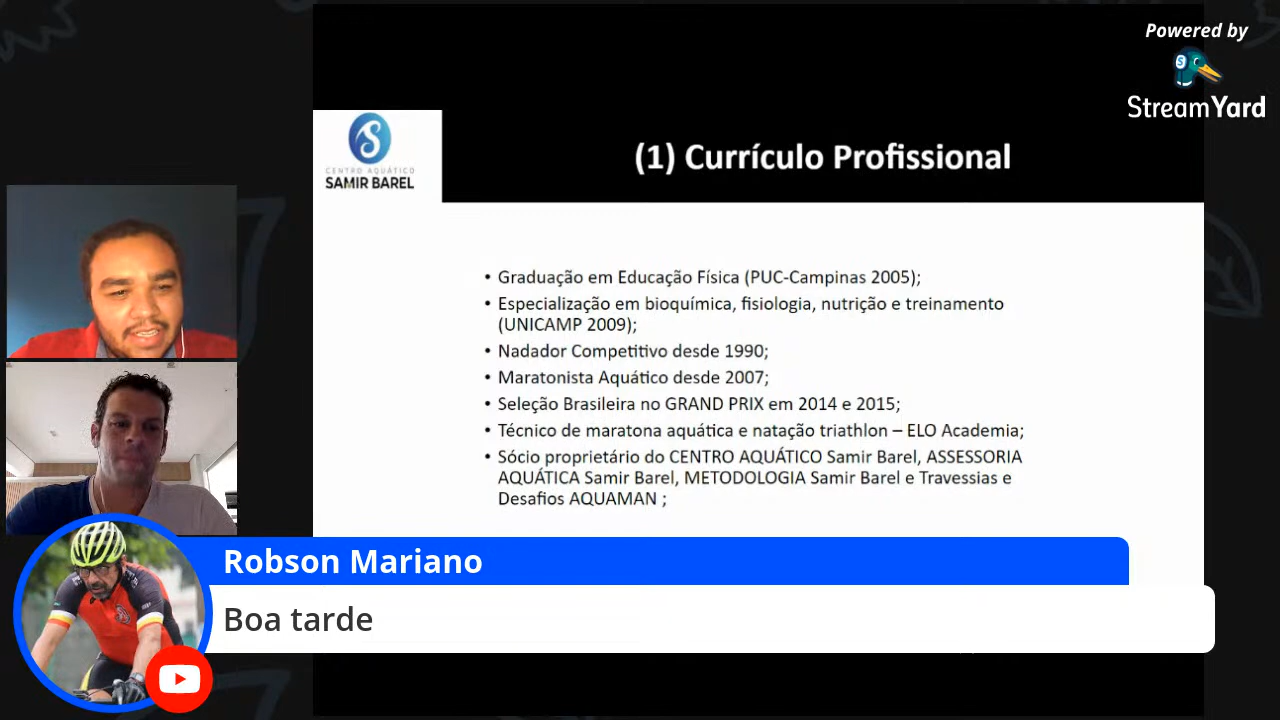 Powered by
StreamYard
CENTRO AQUÁTICO
SAMIR BAREL
(1) Currículo Profissional
• Graduação em Educação Física (PUC-Campinas 2005);
• Especialização em bioquímica, fisiologia, nutrição e treinamento
(UNICAMP 2009);
• Nadador Competitivo desde 1990;
• Maratonista Aquático desde 2007;
• Seleção Brasileira no GRAND PRIX em 2014 e 2015;
• Técnico de maratona aquática e natação triathlon – ELO Academia;
• Sócio proprietário do CENTRO AQUÁTICO Samir Barel, ASSESSORIA
AQUÁTICA Samir Barel, METODOLOGIA Samir Barel e Travessias e
Desafios AQUAMAN ;
Robson Mariano
Boa tarde